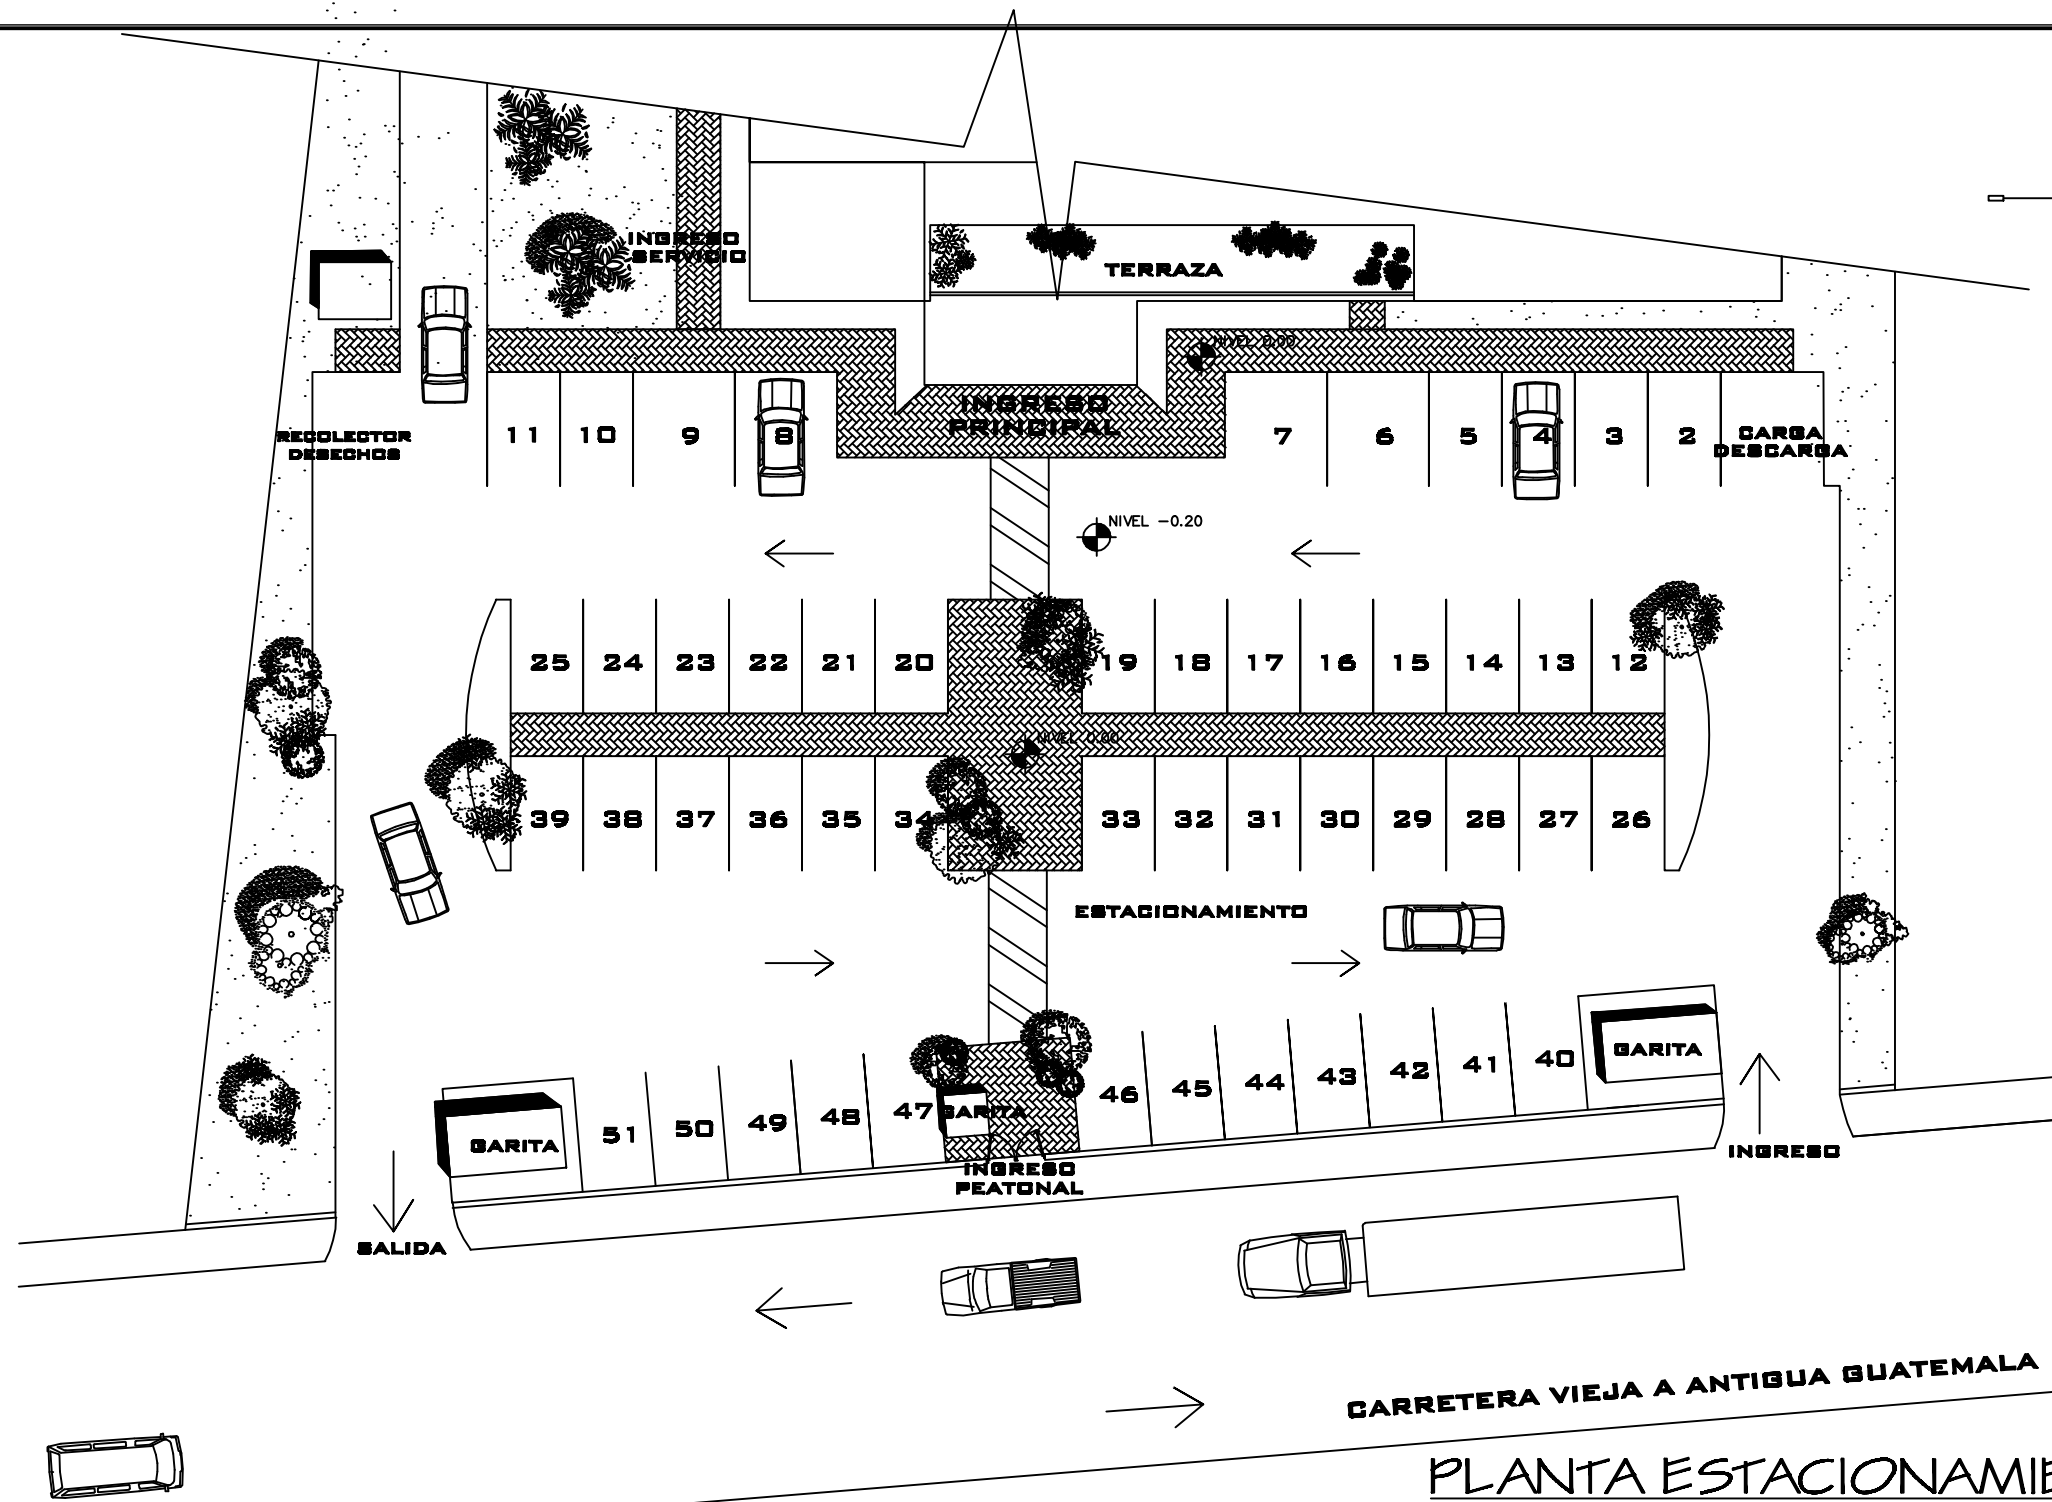 INGRESO
SERVICIO
TERRAZA
NIVEL 0.00
INGRESO
PRINCIPAL
RECOLECTOR
DESECHOS
11 10 9 8 7 6 5 4 3 2
CARGA
DESCARGA
NIVEL -0.20
25 24 23 22 21 20 19 18 17 16 15 14 13 12
NIVEL 0.00
39 38 37 36 35 34 33 32 31 30 29 28 27 26
ESTACIONAMIENTO
GARITA
51 50 49 48 47
GARITA
46 45 44 43 42 41 40
GARITA
INGRESO
PEATONAL
INGRESO
SALIDA
CARRETERA VIEJA A ANTIGUA GUATEMALA
PLANTA ESTACIONAMIE